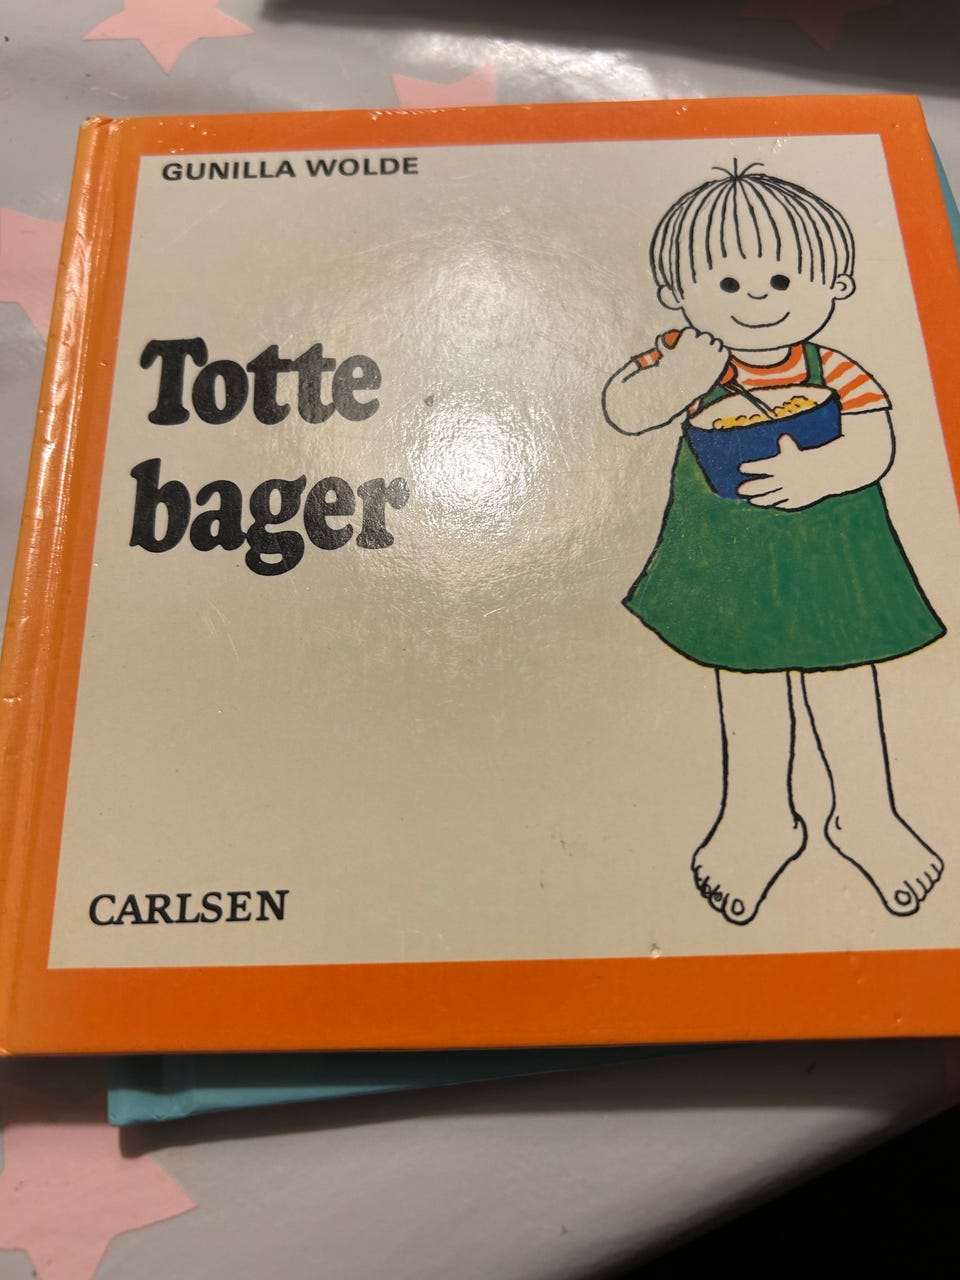 GUNILLA WOLDE
Totte
bager
CARLSEN